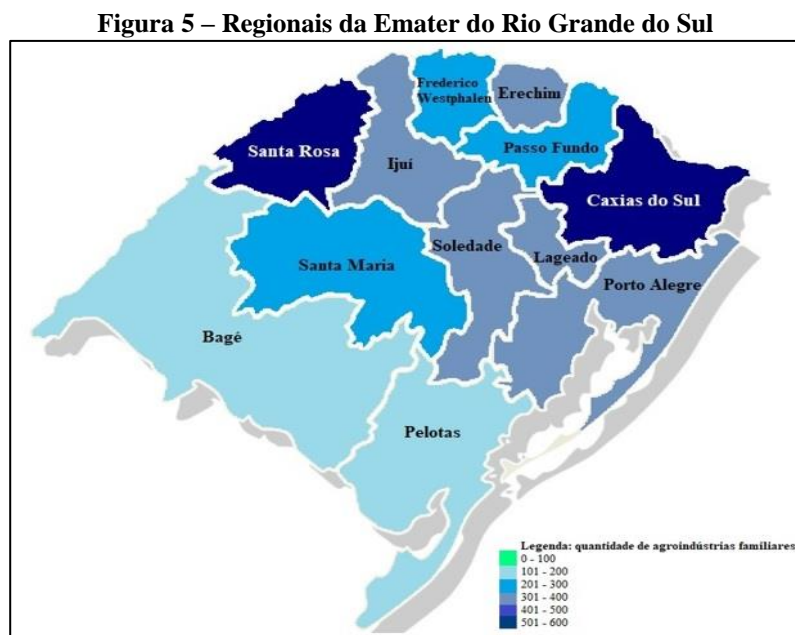 Figura 5 – Regionais da Emater do Rio Grande do Sul
Frederico
Westphalen
Erechim
Santa Rosa
Ijuí
Passo Fundo
Caxias do Sul
Soledade
Lageado
Santa Maria
Porto Alegre
Bagé
Pelotas
Legenda: quantidade de agroindústrias famíliares
0 - 100
101 - 200
201 - 300
301 - 400
401 - 500
501 - 600